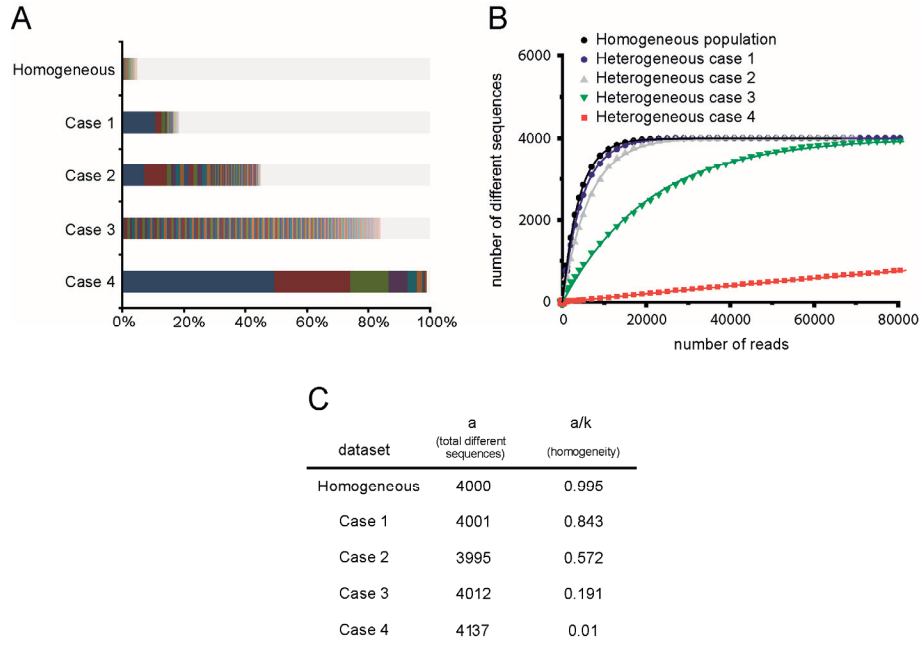 A
Homogeneous
Case 1
Case 2
Case 3
Case 4
0% 20% 40% 60% 80% 100%
B
Homogeneous population
Heterogeneous case 1
Heterogeneous case 2
Heterogeneous case 3
Heterogeneous case 4
number of different sequences
6000
4000
2000
0
0 20000 40000 60000 80000
number of reads
C
dataset a (total different sequences) a/k (homogeneity)
Homogeneous 4000 0.995
Case 1 4001 0.843
Case 2 3995 0.572
Case 3 4012 0.191
Case 4 4137 0.01